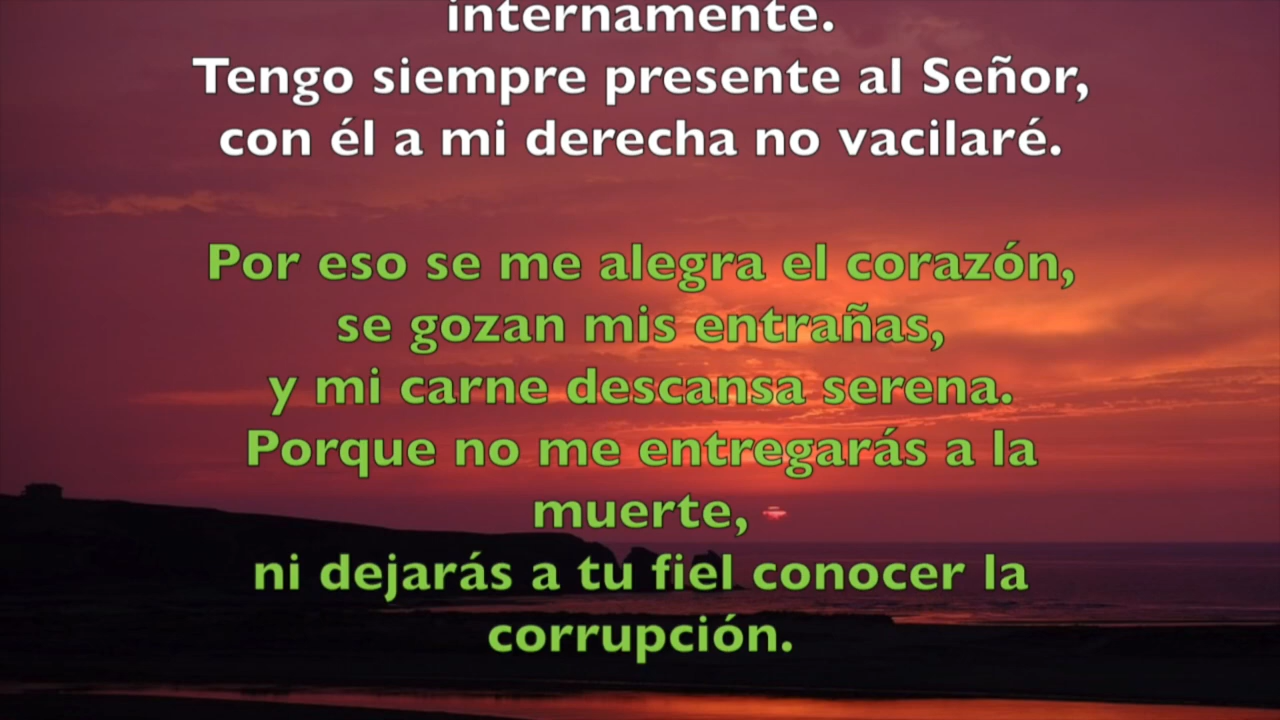 internamente.
Tengo siempre presente al Señor,
con él a mi derecha no vacilaré.
Por eso se me alegra el corazón,
se gozan mis entrañas,
y mi carne descansa serena.
Porque no me entregarás a la
muerte,
ni dejarás a tu fiel conocer la
corrupción.